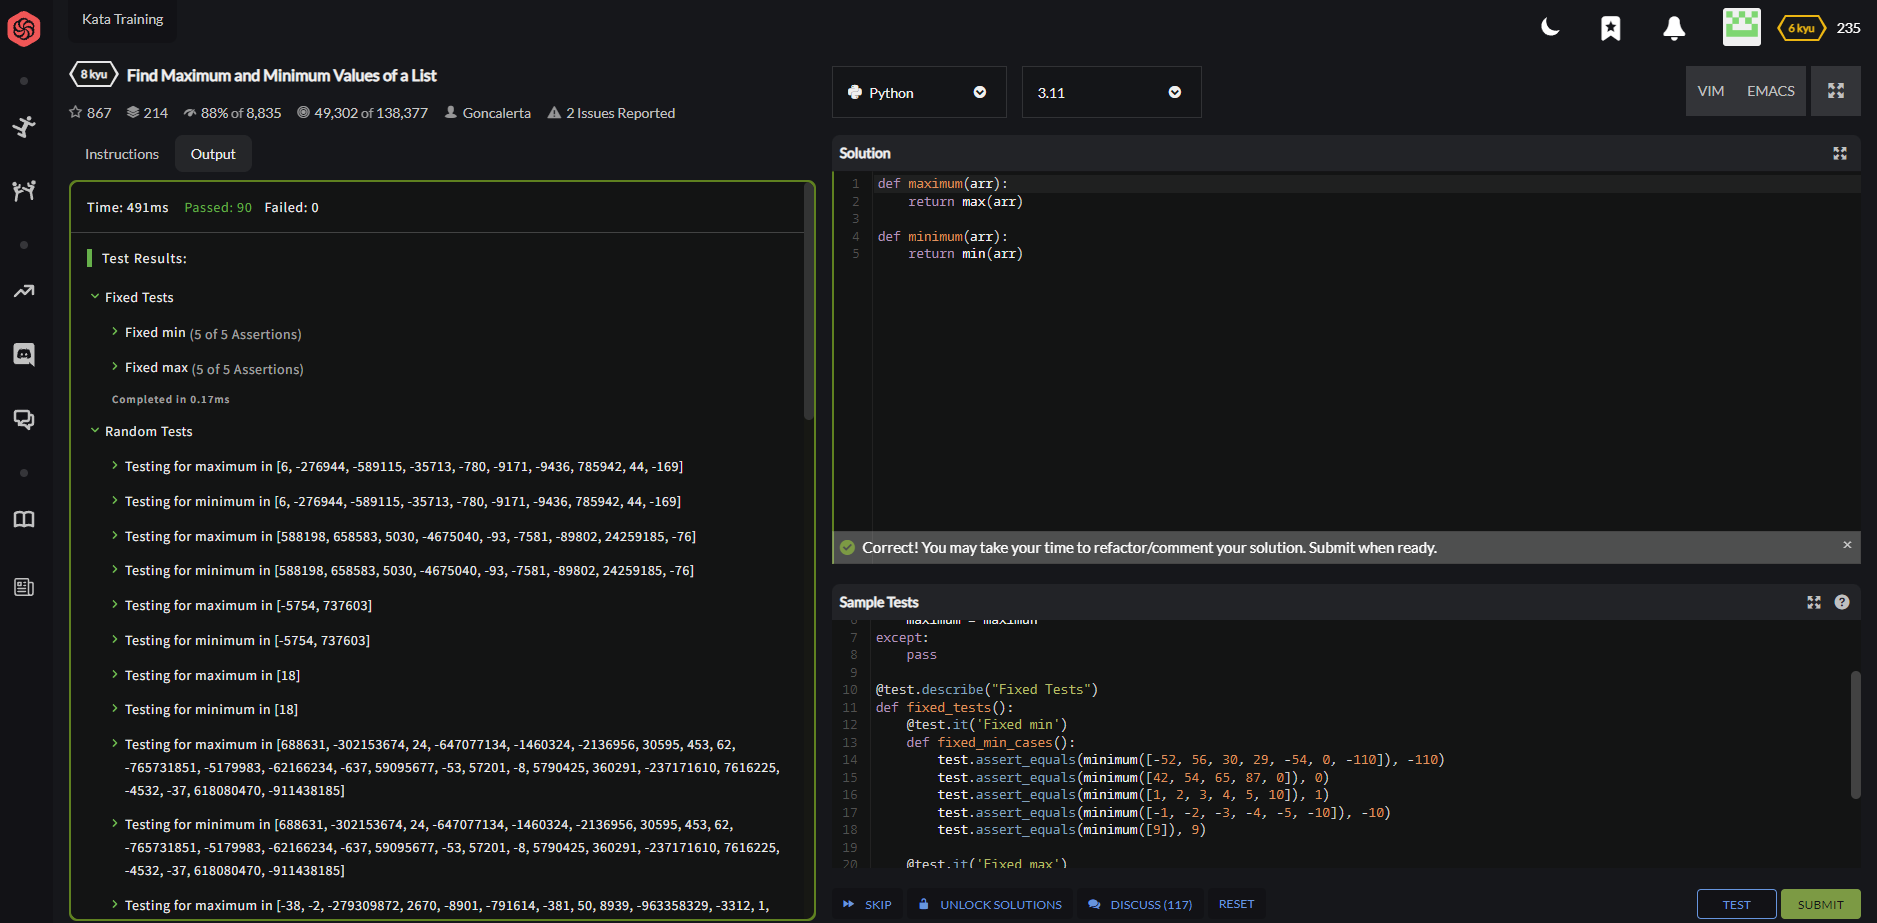 Kata Training
6 kyu
235
8 kyu
Find Maximum and Minimum Values of a List
867
214
88% of 8,835
49,302 of 138,377
Goncalerta
2 Issues Reported
Instructions
Output
Time: 491ms Passed: 90 Failed: 0
Test Results:
Fixed Tests
Fixed min (5 of 5 Assertions)
Fixed max (5 of 5 Assertions)
Completed in 0.17ms
Random Tests
Testing for maximum in [6, -276944, -589115, -35713, -780, -9171, -9436, 785942, 44, -169]
Testing for minimum in [6, -276944, -589115, -35713, -780, -9171, -9436, 785942, 44, -169]
Testing for maximum in [588198, 658583, 5030, -4675040, -93, -7581, -89802, 24259185, -76]
Testing for minimum in [588198, 658583, 5030, -4675040, -93, -7581, -89802, 24259185, -76]
Testing for maximum in [-5754, 737603]
Testing for minimum in [-5754, 737603]
Testing for maximum in [18]
Testing for minimum in [18]
Testing for maximum in [688631, -302153674, 24, -647077134, -1460324, -2136956, 30595, 453, 62,
-765731851, -5179983, -62166234, -637, 59095677, -53, 57201, -8, 5790425, 360291, -237171610, 7616225,
-4532, -37, 618080470, -911438185]
Testing for minimum in [688631, -302153674, 24, -647077134, -1460324, -2136956, 30595, 453, 62,
-765731851, -5179983, -62166234, -637, 59095677, -53, 57201, -8, 5790425, 360291, -237171610, 7616225,
-4532, -37, 618080470, -911438185]
Testing for maximum in [-38, -2, -279309872, 2670, -8901, -791614, -381, 50, 8939, -963358329, -3312, 1,
Python
3.11
VIM
EMACS
Solution
1 def maximum(arr):
2 return max(arr)
3
4 def minimum(arr):
5 return min(arr)
Correct! You may take your time to refactor/comment your solution. Submit when ready.
Sample Tests
6 maximum = maximun
7 except:
8 pass
9
10 @test.describe("Fixed Tests")
11 def fixed_tests():
12 @test.it('Fixed min')
13 def fixed_min_cases():
14 test.assert_equals(minimum([-52, 56, 30, 29, -54, 0, -110]), -110)
15 test.assert_equals(minimum([42, 54, 65, 87, 0]), 0)
16 test.assert_equals(minimum([1, 2, 3, 4, 5, 10]), 1)
17 test.assert_equals(minimum([-1, -2, -3, -4, -5, -10]), -10)
18 test.assert_equals(minimum([9]), 9)
19
20 @test.it('Fixed max')
SKIP
UNLOCK SOLUTIONS
DISCUSS (117)
RESET
TEST
SUBMIT